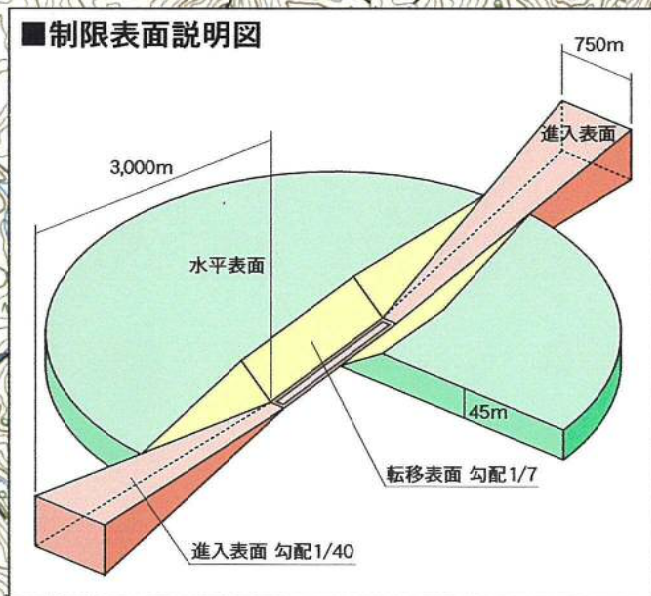 ■制限表面説明図
750m
進入表面
3,000m
水平表面
45m
転移表面 勾配1/7
進入表面 勾配1/40